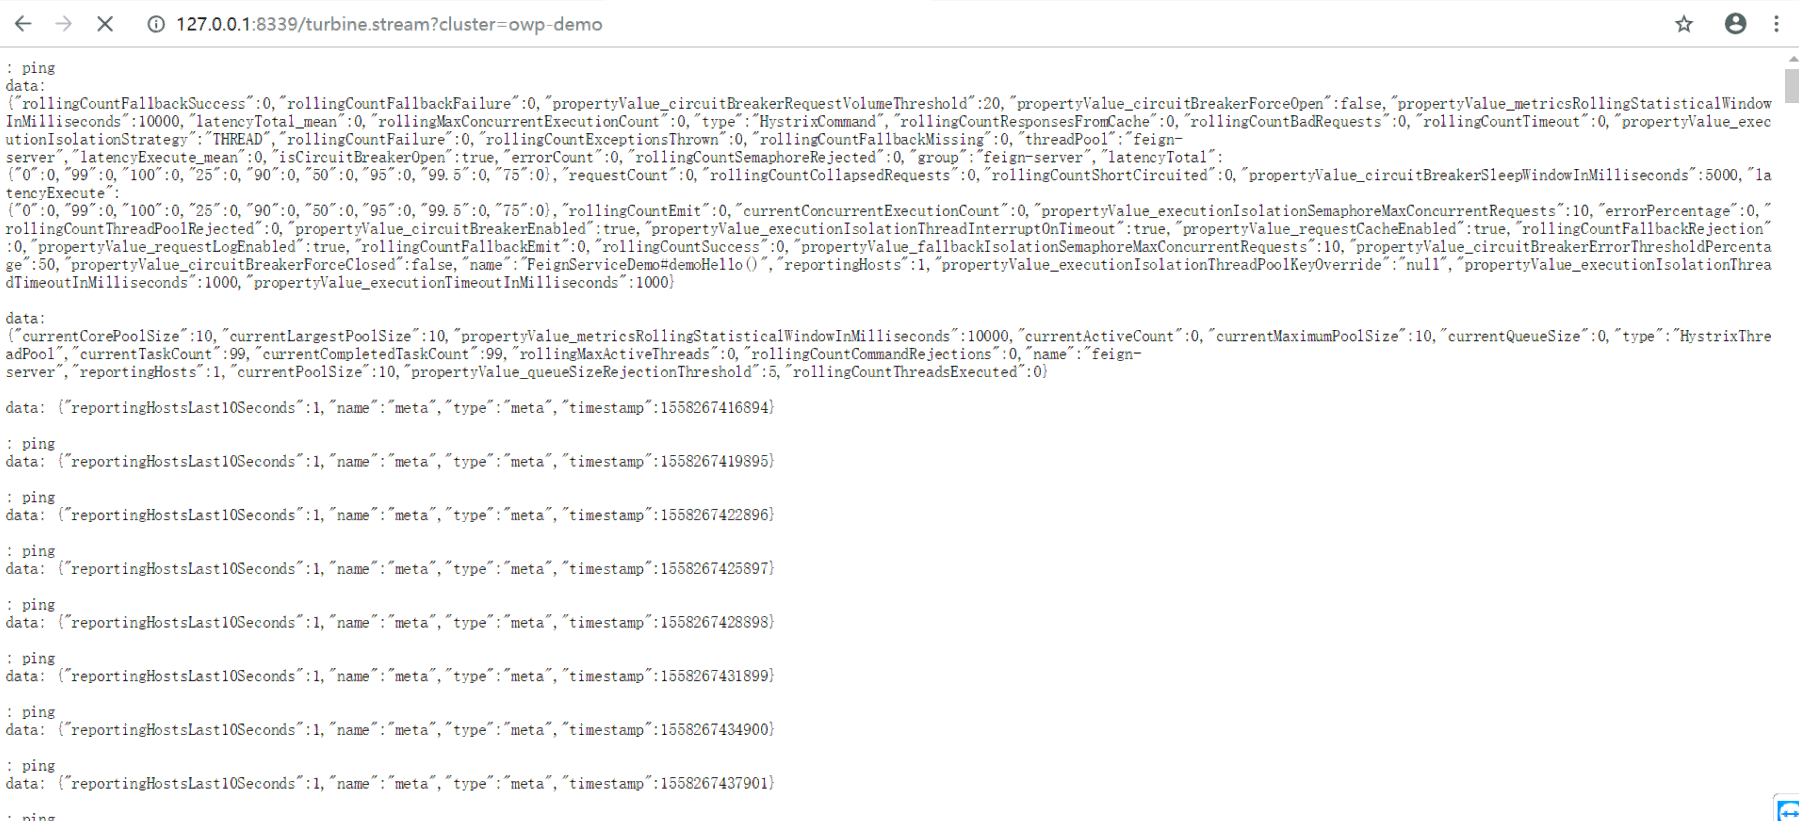 127.0.0.1:8339/turbine.stream?cluster=owp-demo
: ping
data:
{"rollingCountFallbackSuccess":0,"rollingCountFallbackFailure":0,"propertyValue_circuitBreakerRequestVolumeThreshold":20,"propertyValue_circuitBreakerForceOpen":false,"propertyValue_metricsRollingStatisticalWindow
InMilliseconds":10000,"latencyTotal_mean":0,"rollingMaxConcurrentExecutionCount":0,"type":"HystrixCommand","rollingCountResponsesFromCache":0,"rollingCountBadRequests":0,"rollingCountTimeout":0,"propertyValue_exec
utionIsolationStrategy":"THREAD","rollingCountFailure":0,"rollingCountExceptionsThrown":0,"rollingCountFallbackMissing":0,"threadPool":"feign-
server","latencyExecute_mean":0,"isCircuitBreakerOpen":true,"errorCount":0,"rollingCountSemaphoreRejected":0,"group":"feign-server","latencyTotal":
{"0":0,"99":0,"100":0,"25":0,"90":0,"50":0,"95":0,"99.5":0,"75":0},"requestCount":0,"rollingCountCollapsedRequests":0,"rollingCountShortCircuited":0,"propertyValue_circuitBreakerSleepWindowInMilliseconds":5000,"la
tencyExecute":
{"0":0,"99":0,"100":0,"25":0,"90":0,"50":0,"95":0,"99.5":0,"75":0},"rollingCountEmit":0,"currentConcurrentExecutionCount":0,"propertyValue_executionIsolationSemaphoreMaxConcurrentRequests":10,"errorPercentage":0,"
rollingCountThreadPoolRejected":0,"propertyValue_circuitBreakerEnabled":true,"propertyValue_executionIsolationThreadInterruptOnTimeout":true,"propertyValue_requestCacheEnabled":true,"rollingCountFallbackRejection"
:0,"propertyValue_requestLogEnabled":true,"rollingCountFallbackEmit":0,"rollingCountSuccess":0,"propertyValue_fallbackIsolationSemaphoreMaxConcurrentRequests":10,"propertyValue_circuitBreakerErrorThresholdPercenta
ge":50,"propertyValue_circuitBreakerForceClosed":false,"name":"FeignServiceDemo#demoHello()","reportingHosts":1,"propertyValue_executionIsolationThreadPoolKeyOverride":"null","propertyValue_executionIsolationThrea
dTimeoutInMilliseconds":1000,"propertyValue_executionTimeoutInMilliseconds":1000}
data:
{"currentCorePoolSize":10,"currentLargestPoolSize":10,"propertyValue_metricsRollingStatisticalWindowInMilliseconds":10000,"currentActiveCount":0,"currentMaximumPoolSize":10,"currentQueueSize":0,"type":"HystrixThre
adPool","currentTaskCount":99,"currentCompletedTaskCount":99,"rollingMaxActiveThreads":0,"rollingCountCommandRejections":0,"name":"feign-
server","reportingHosts":1,"currentPoolSize":10,"propertyValue_queueSizeRejectionThreshold":5,"rollingCountThreadsExecuted":0}
data: {"reportingHostsLast10Seconds":1,"name":"meta","type":"meta","timestamp":1558267416894}
: ping
data: {"reportingHostsLast10Seconds":1,"name":"meta","type":"meta","timestamp":1558267419895}
: ping
data: {"reportingHostsLast10Seconds":1,"name":"meta","type":"meta","timestamp":1558267422896}
: ping
data: {"reportingHostsLast10Seconds":1,"name":"meta","type":"meta","timestamp":1558267425897}
: ping
data: {"reportingHostsLast10Seconds":1,"name":"meta","type":"meta","timestamp":1558267428898}
: ping
data: {"reportingHostsLast10Seconds":1,"name":"meta","type":"meta","timestamp":1558267431899}
: ping
data: {"reportingHostsLast10Seconds":1,"name":"meta","type":"meta","timestamp":1558267434900}
: ping
data: {"reportingHostsLast10Seconds":1,"name":"meta","type":"meta","timestamp":1558267437901}
: ping